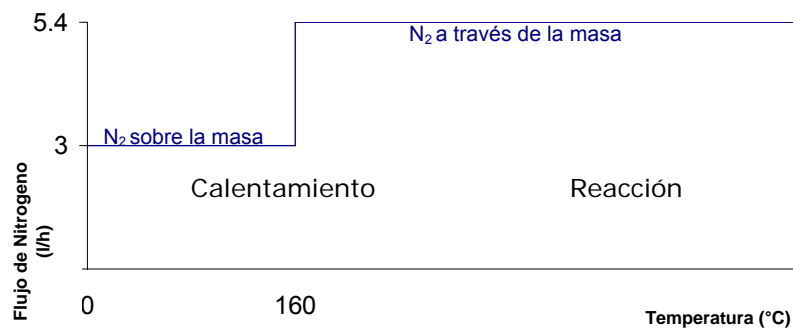 5.4
N₂ a través de la masa
3
N₂ sobre la masa
Calentamiento
Reacción
Flujo de Nitrogeno
(l/h)
0
160
Temperatura (°C)